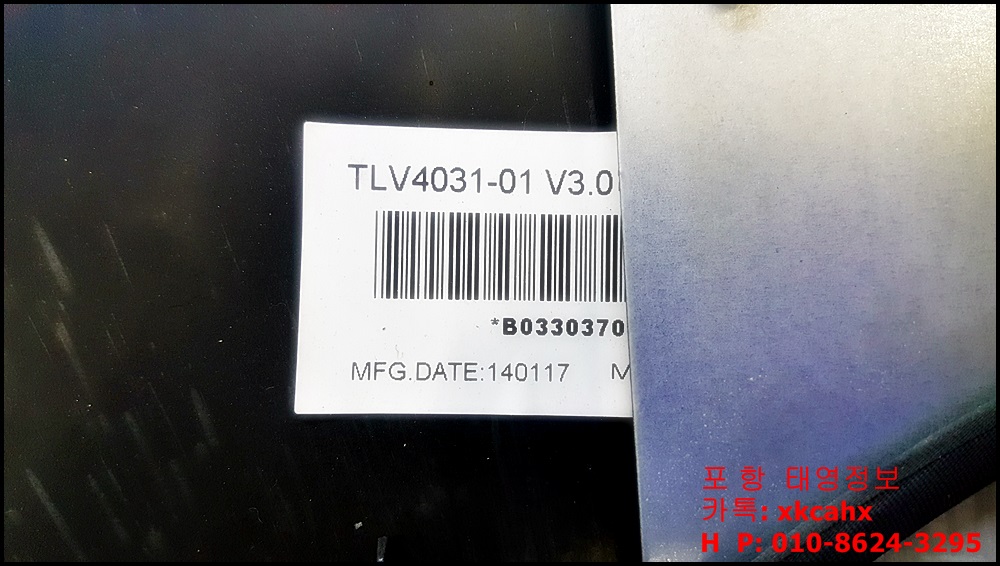 TLV4031-01 V3.0
*B0330370
MFG.DATE:140117 M
포 항 태영정보
카톡: xkcahx
H P: 010-8624-3295